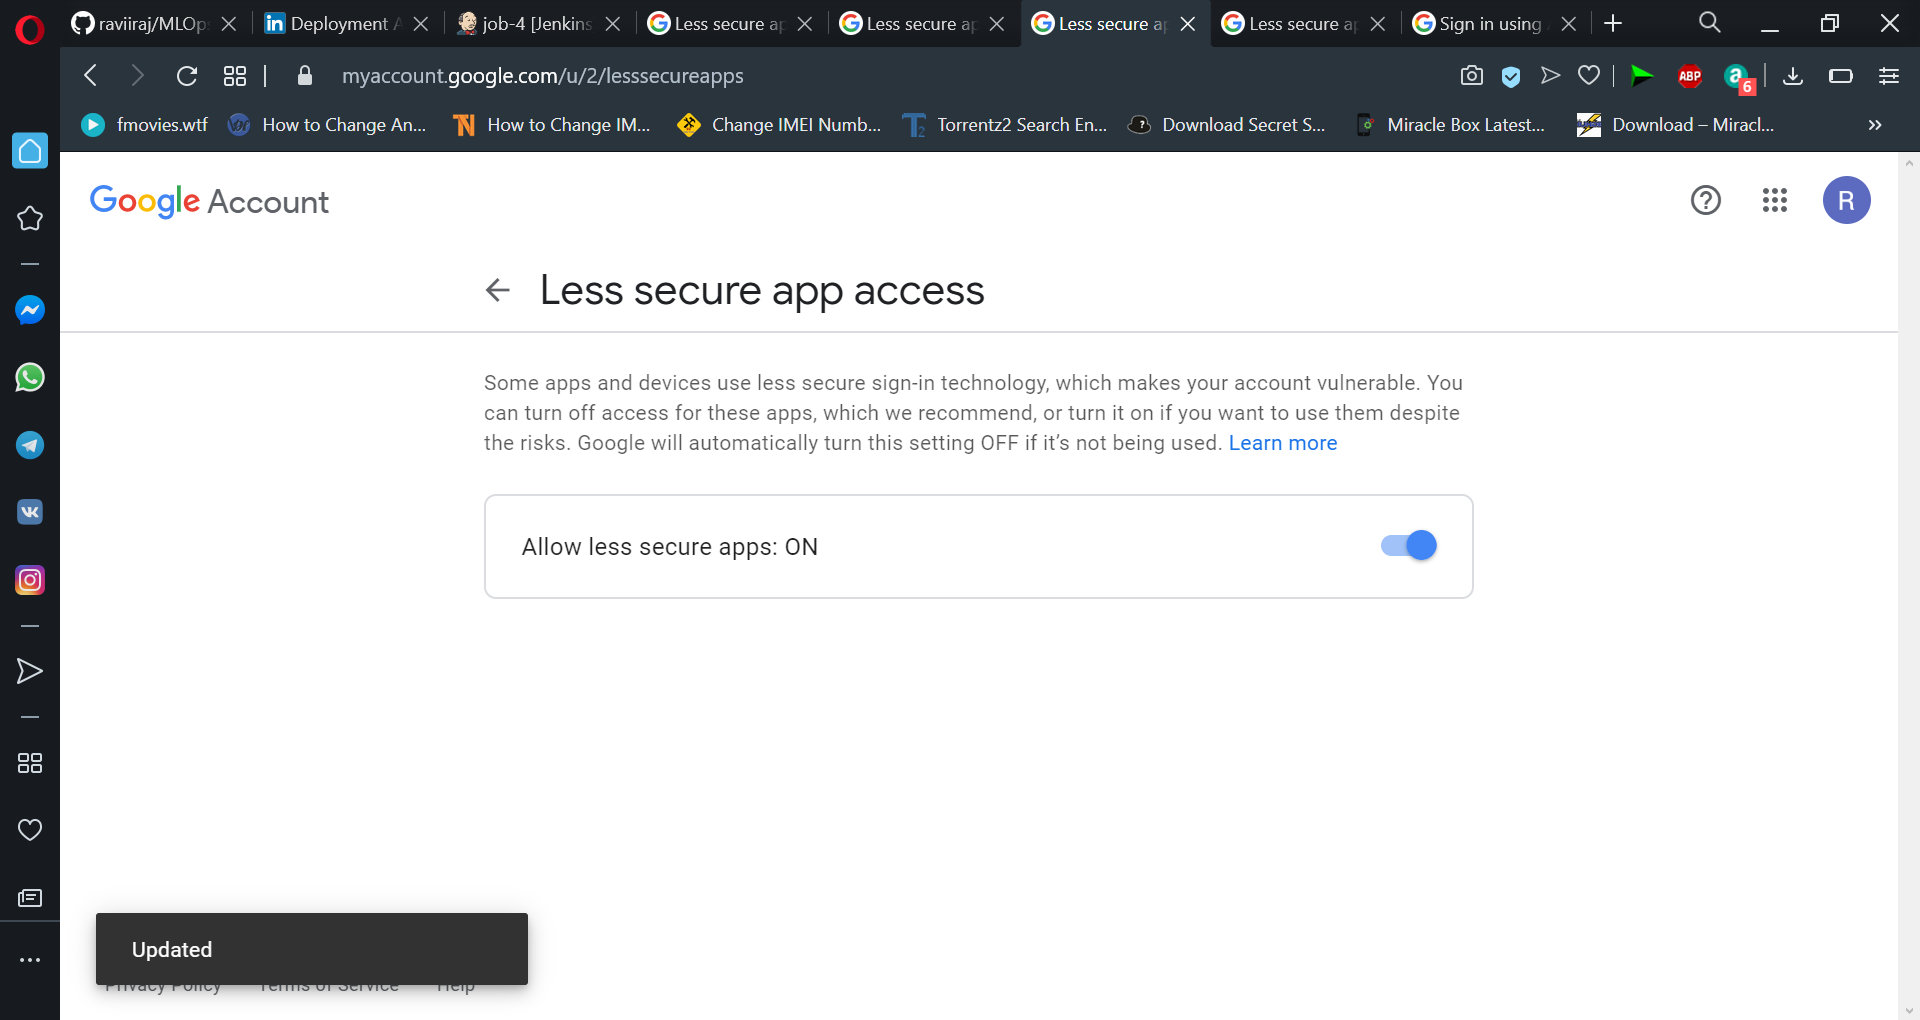 raviiraj/MLOp
Deployment A
job-4 [Jenkins
Less secure ap
Less secure ap
Less secure ap
Less secure ap
Sign in using
myaccount.google.com/u/2/lesssecureapps
ABP
a
6
fmovies.wtf
How to Change An...
How to Change IM...
Change IMEI Numb...
Torrentz2 Search En...
Download Secret S...
Miracle Box Latest...
Download – Miracl...
»
Google Account
R
Less secure app access
Some apps and devices use less secure sign-in technology, which makes your account vulnerable. You
can turn off access for these apps, which we recommend, or turn it on if you want to use them despite
the risks. Google will automatically turn this setting OFF if it’s not being used. Learn more
Allow less secure apps: ON
Updated
Privacy Policy
Terms of Service
Help